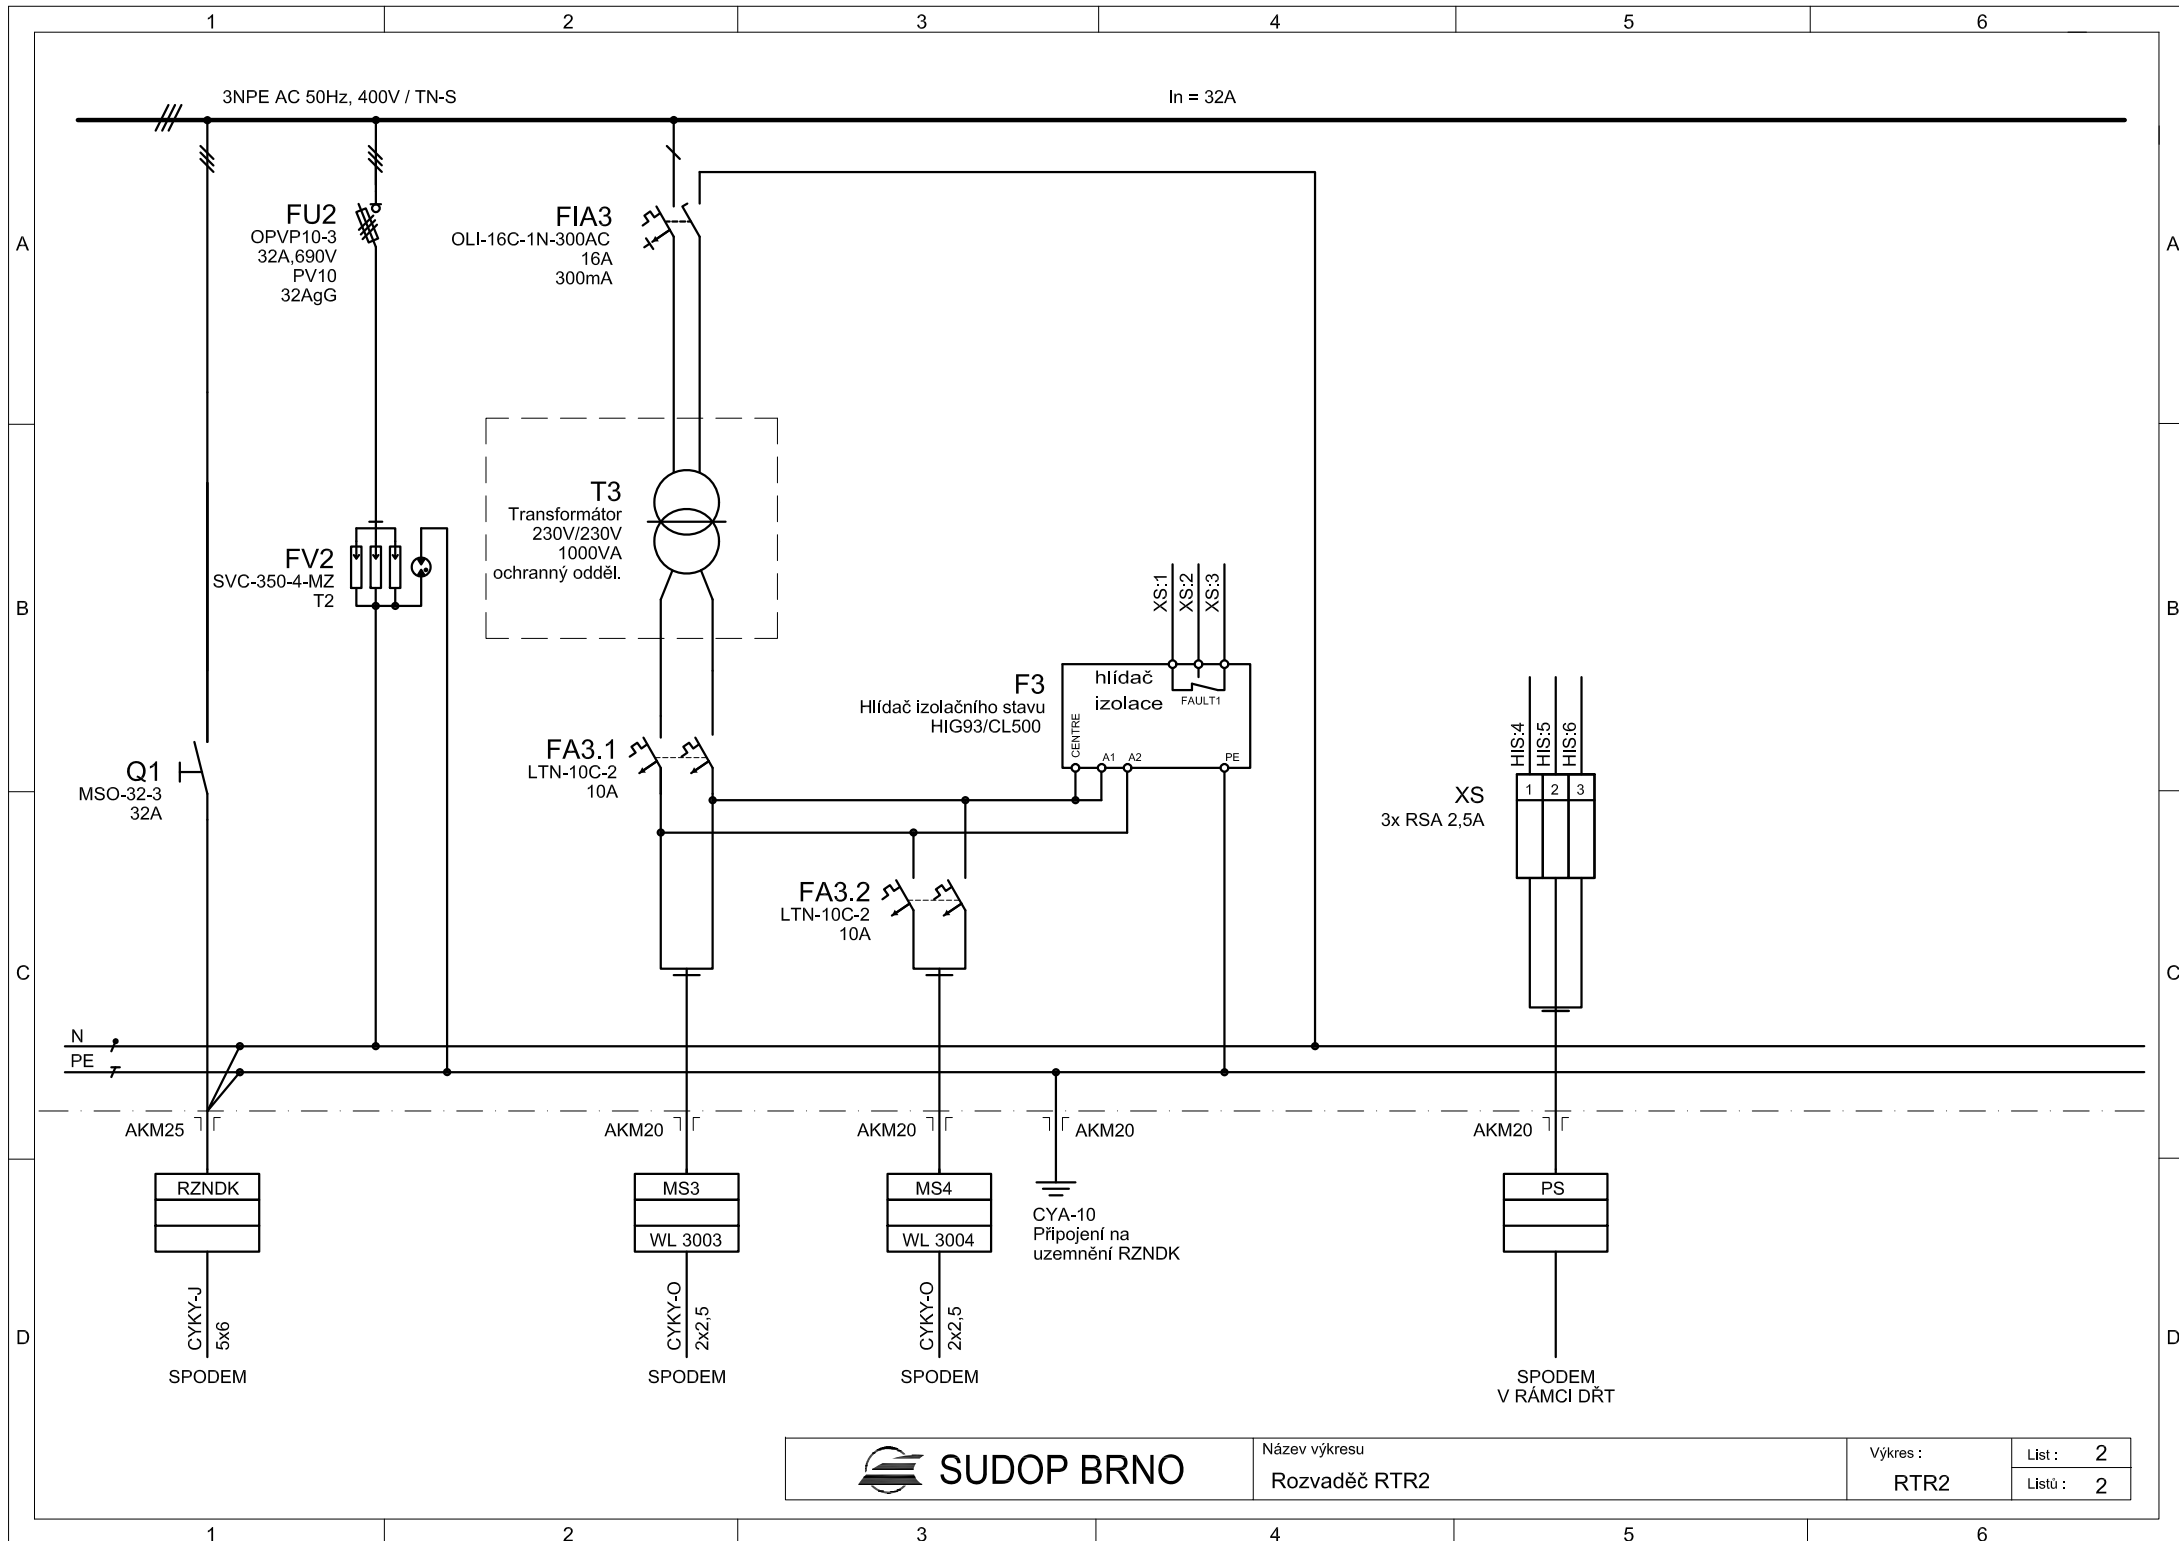 1 2 3 4 5 6
3NPE AC 50Hz, 400V / TN-S
In = 32A
A
A
FU2
OPVP10-3
32A,690V
PV10
32AgG
FIA3
OLI-16C-1N-300AC
16A
300mA
T3
Transformátor
230V/230V
1000VA
ochranný odděl.
FV2
SVC-350-4-MZ
T2
B
B
XS:1
XS:2
XS:3
F3
Hlídač izolačního stavu
HIG93/CL500
hlídač
izolace
FAULT1
CENTRE
A1
A2
PE
HIS:4
HIS:5
HIS:6
Q1
MSO-32-3
32A
FA3.1
LTN-10C-2
10A
XS
3x RSA 2,5A
1 2 3
FA3.2
LTN-10C-2
10A
C
C
N
PE
AKM25
AKM20
AKM20
AKM20
AKM20
RZNDK
MS3
WL 3003
MS4
WL 3004
CYA-10
Připojení na
uzemnění RZNDK
PS
D
D
CYKY-J
5x6
CYKY-O
2x2,5
CYKY-O
2x2,5
SPODEM
SPODEM
SPODEM
SPODEM
V RÁMCI DŘT
SUDOP BRNO
Název výkresu
Rozvaděč RTR2
Výkres :
RTR2
List : 2
Listů : 2
1 2 3 4 5 6